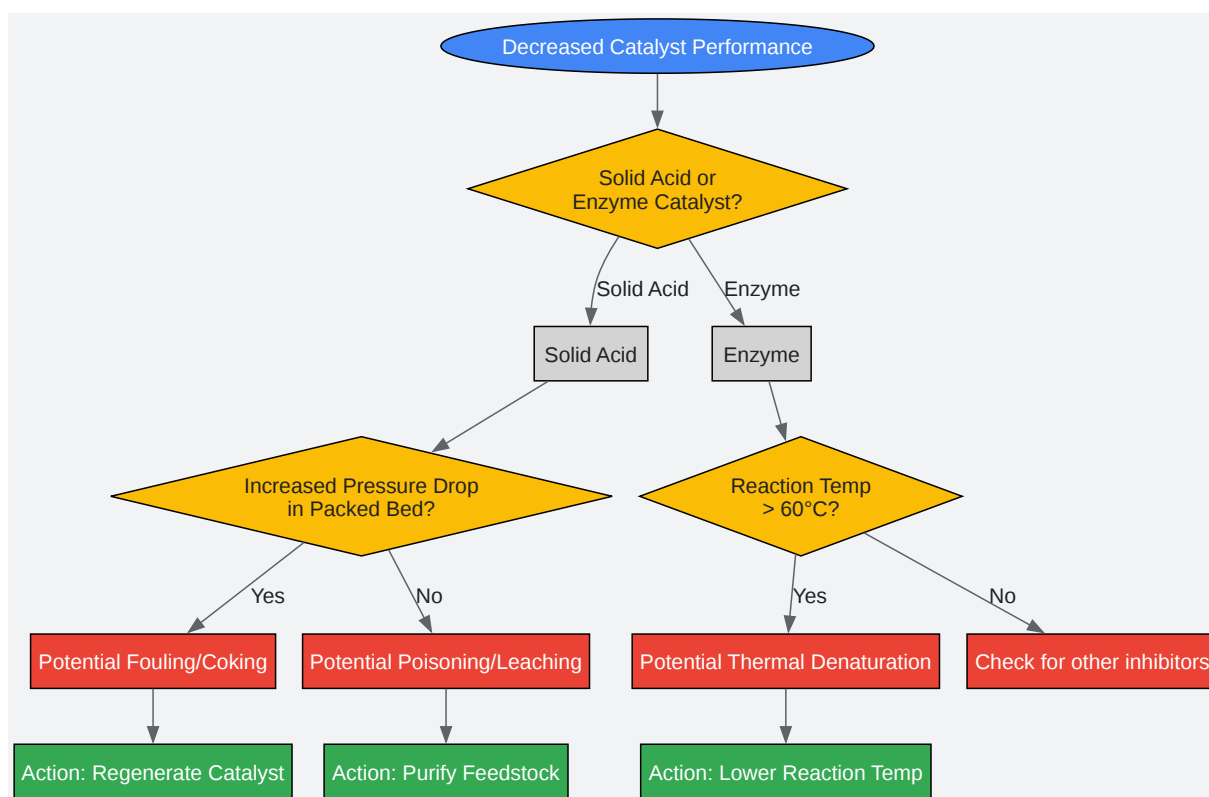 Decreased Catalyst Performance
Solid Acid or
Enzyme Catalyst?
Solid Acid
Enzyme
Solid Acid
Enzyme
Increased Pressure Drop
in Packed Bed?
Reaction Temp
> 60°C?
Yes
No
Yes
No
Potential Fouling/Coking
Potential Poisoning/Leaching
Potential Thermal Denaturation
Check for other inhibitors
Action: Regenerate Catalyst
Action: Purify Feedstock
Action: Lower Reaction Temp